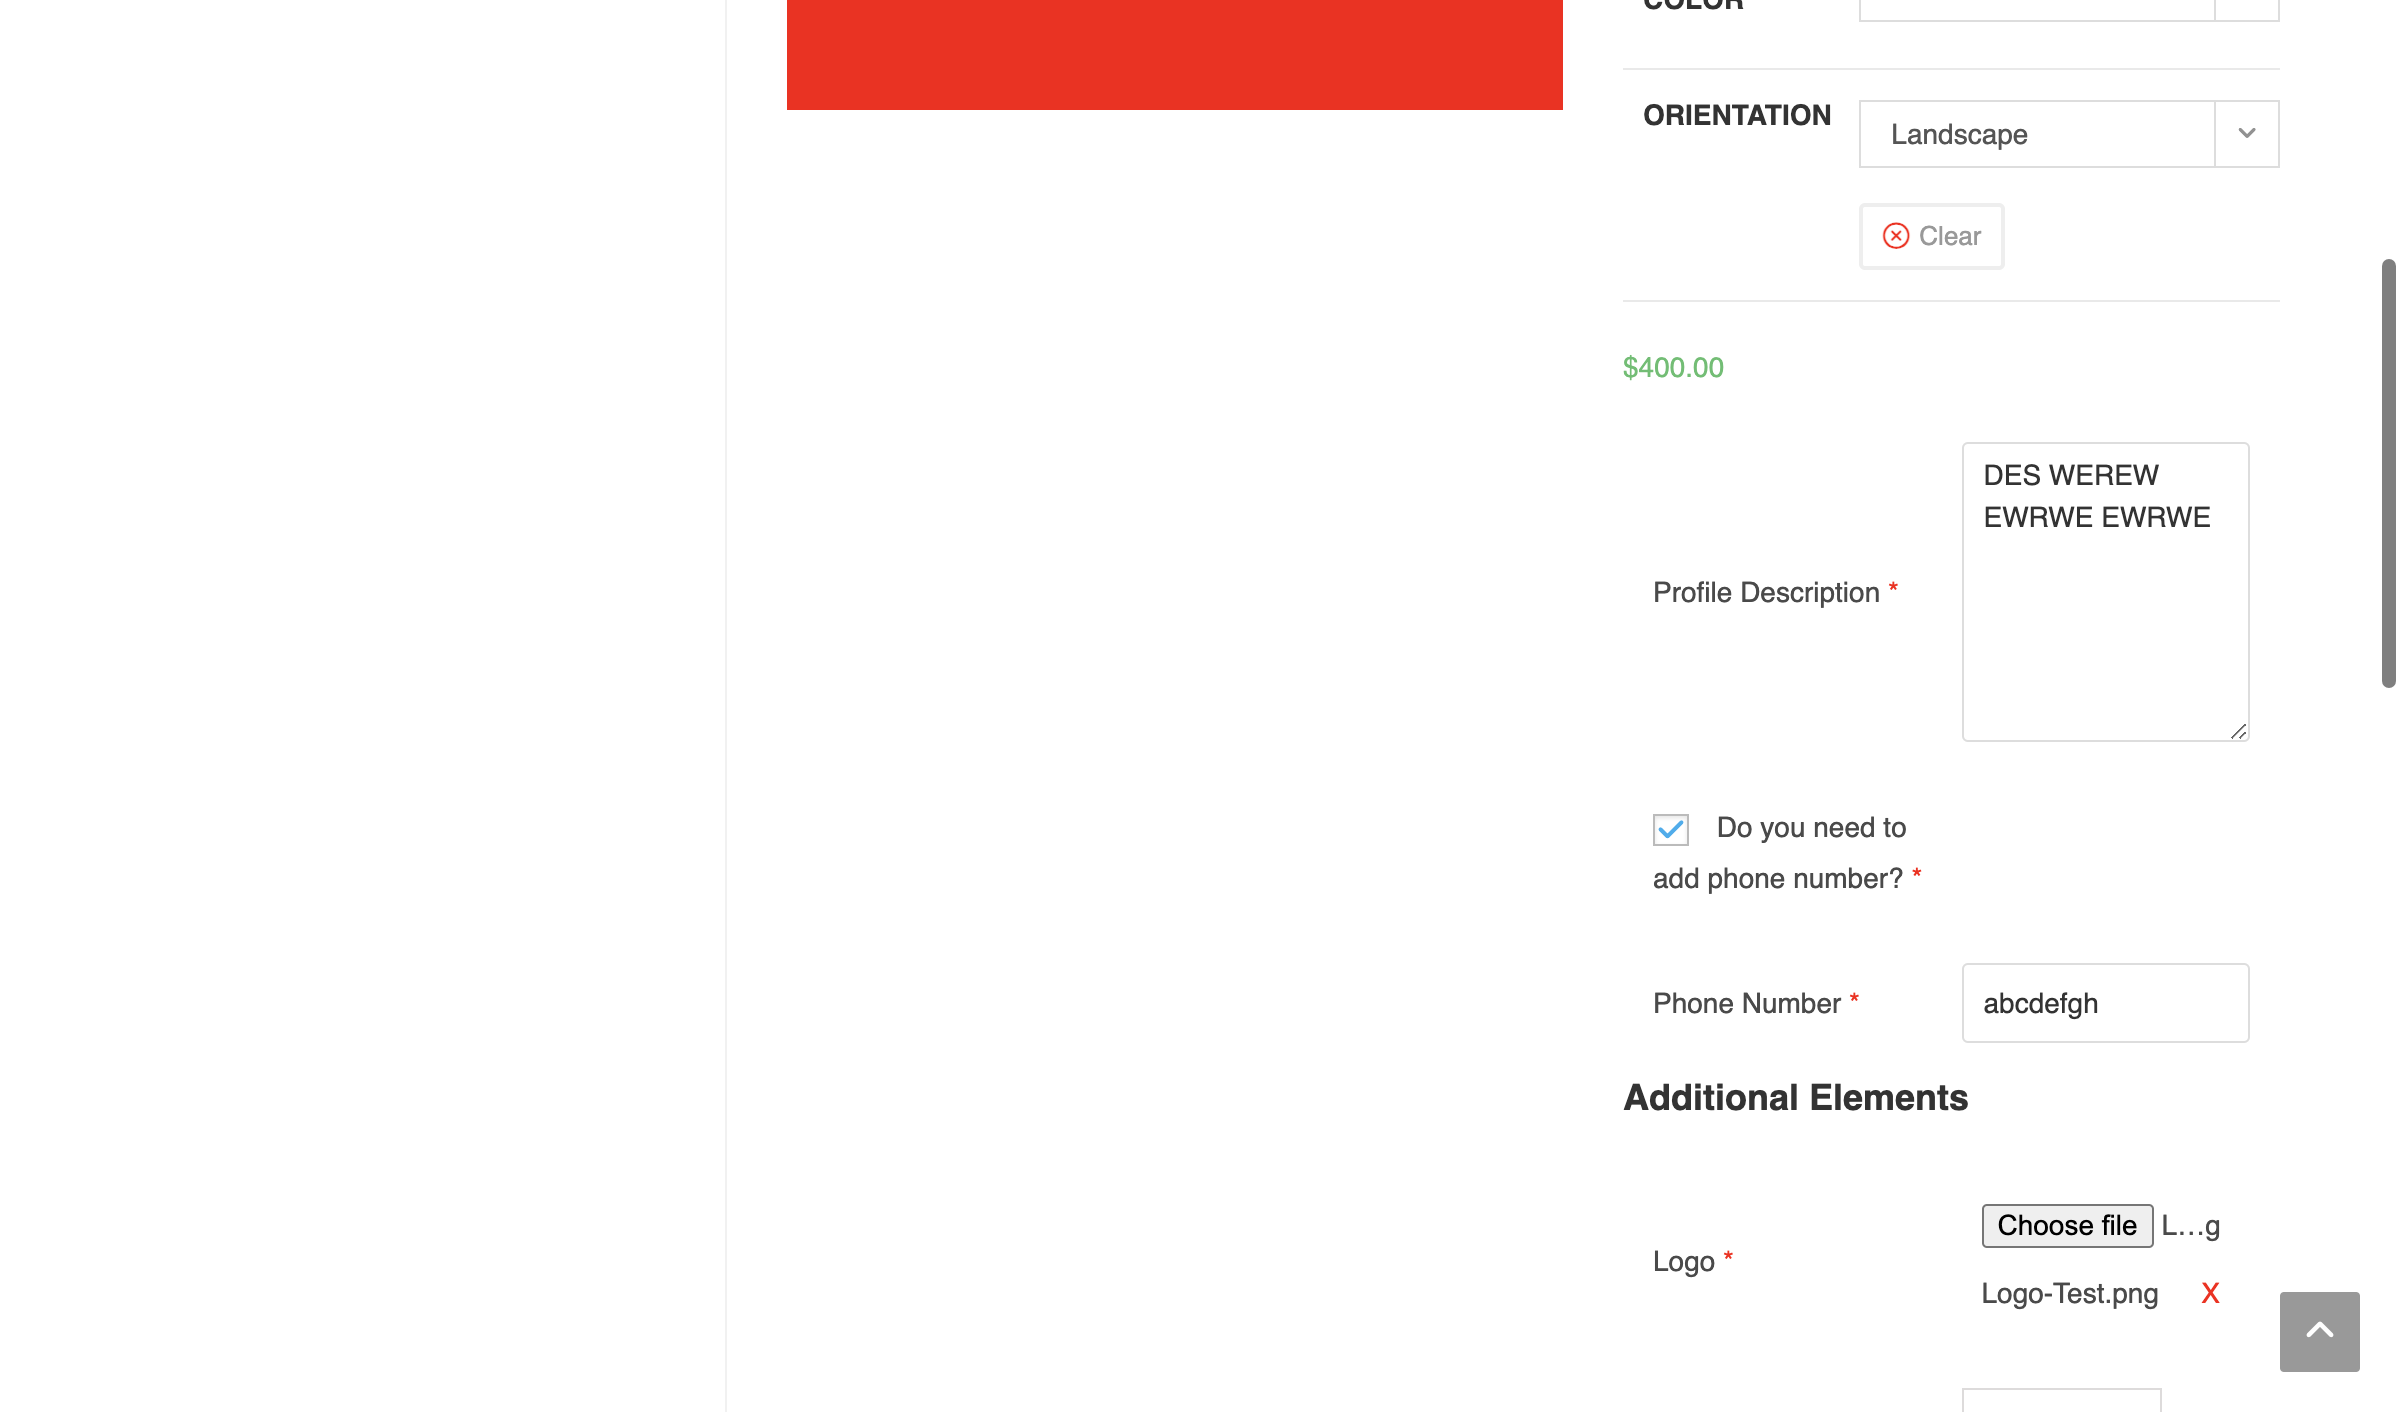 COLOR
ORIENTATION
Landscape
Clear
$400.00
DES WEREW
EWRWE EWRWE
Profile Description *
Do you need to
add phone number? *
Phone Number *
abcdefgh
Additional Elements
Choose file L...g
Logo *
Logo-Test.png X